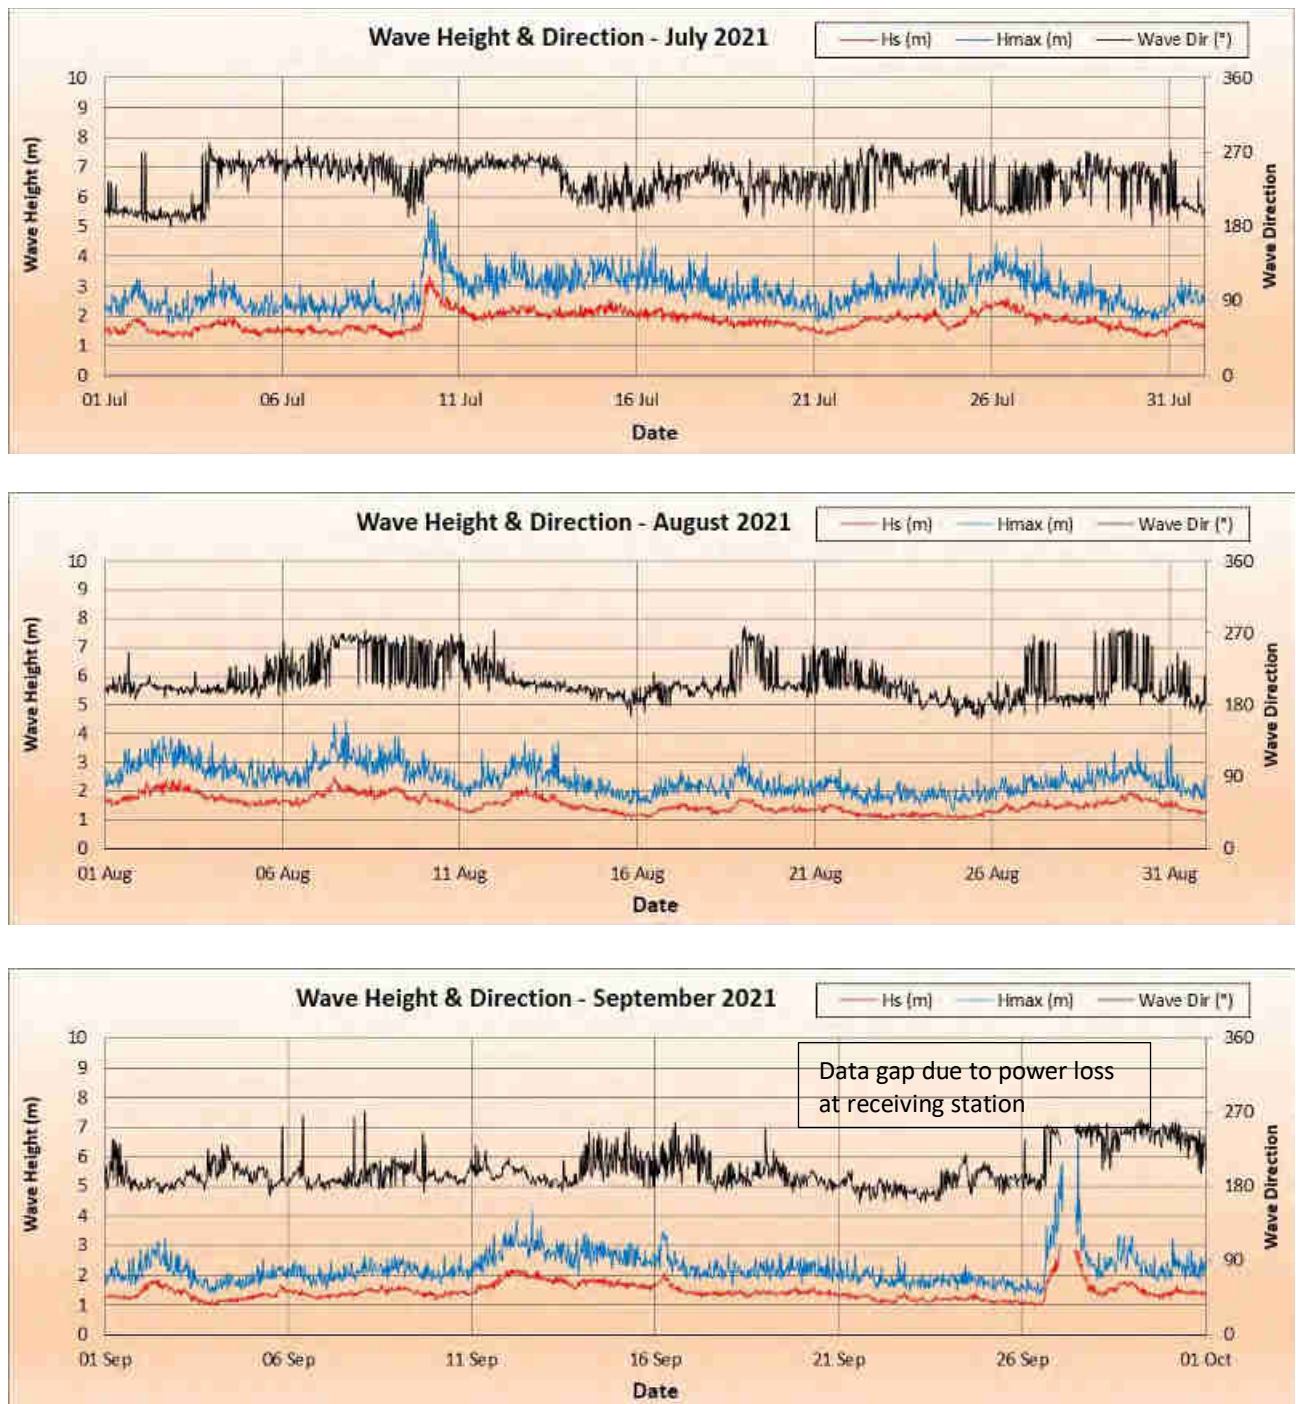 Wave Height & Direction - July 2021
Hs (m) Hmax (m) Wave Dir (°)
Wave Height (m)
10
9
8
7
6
5
4
3
2
1
0
360
270
180
90
0
Wave Direction
01 Jul 06 Jul 11 Jul 16 Jul 21 Jul 26 Jul 31 Jul
Date
Wave Height & Direction - August 2021
Hs (m) Hmax (m) Wave Dir (°)
Wave Height (m)
10
9
8
7
6
5
4
3
2
1
0
360
270
180
90
0
Wave Direction
01 Aug 06 Aug 11 Aug 16 Aug 21 Aug 26 Aug 31 Aug
Date
Wave Height & Direction - September 2021
Hs (m) Hmax (m) Wave Dir (°)
Wave Height (m)
10
9
8
7
6
5
4
3
2
1
0
Data gap due to power loss
at receiving station
360
270
180
90
0
Wave Direction
01 Sep 06 Sep 11 Sep 16 Sep 21 Sep 26 Sep 01 Oct
Date